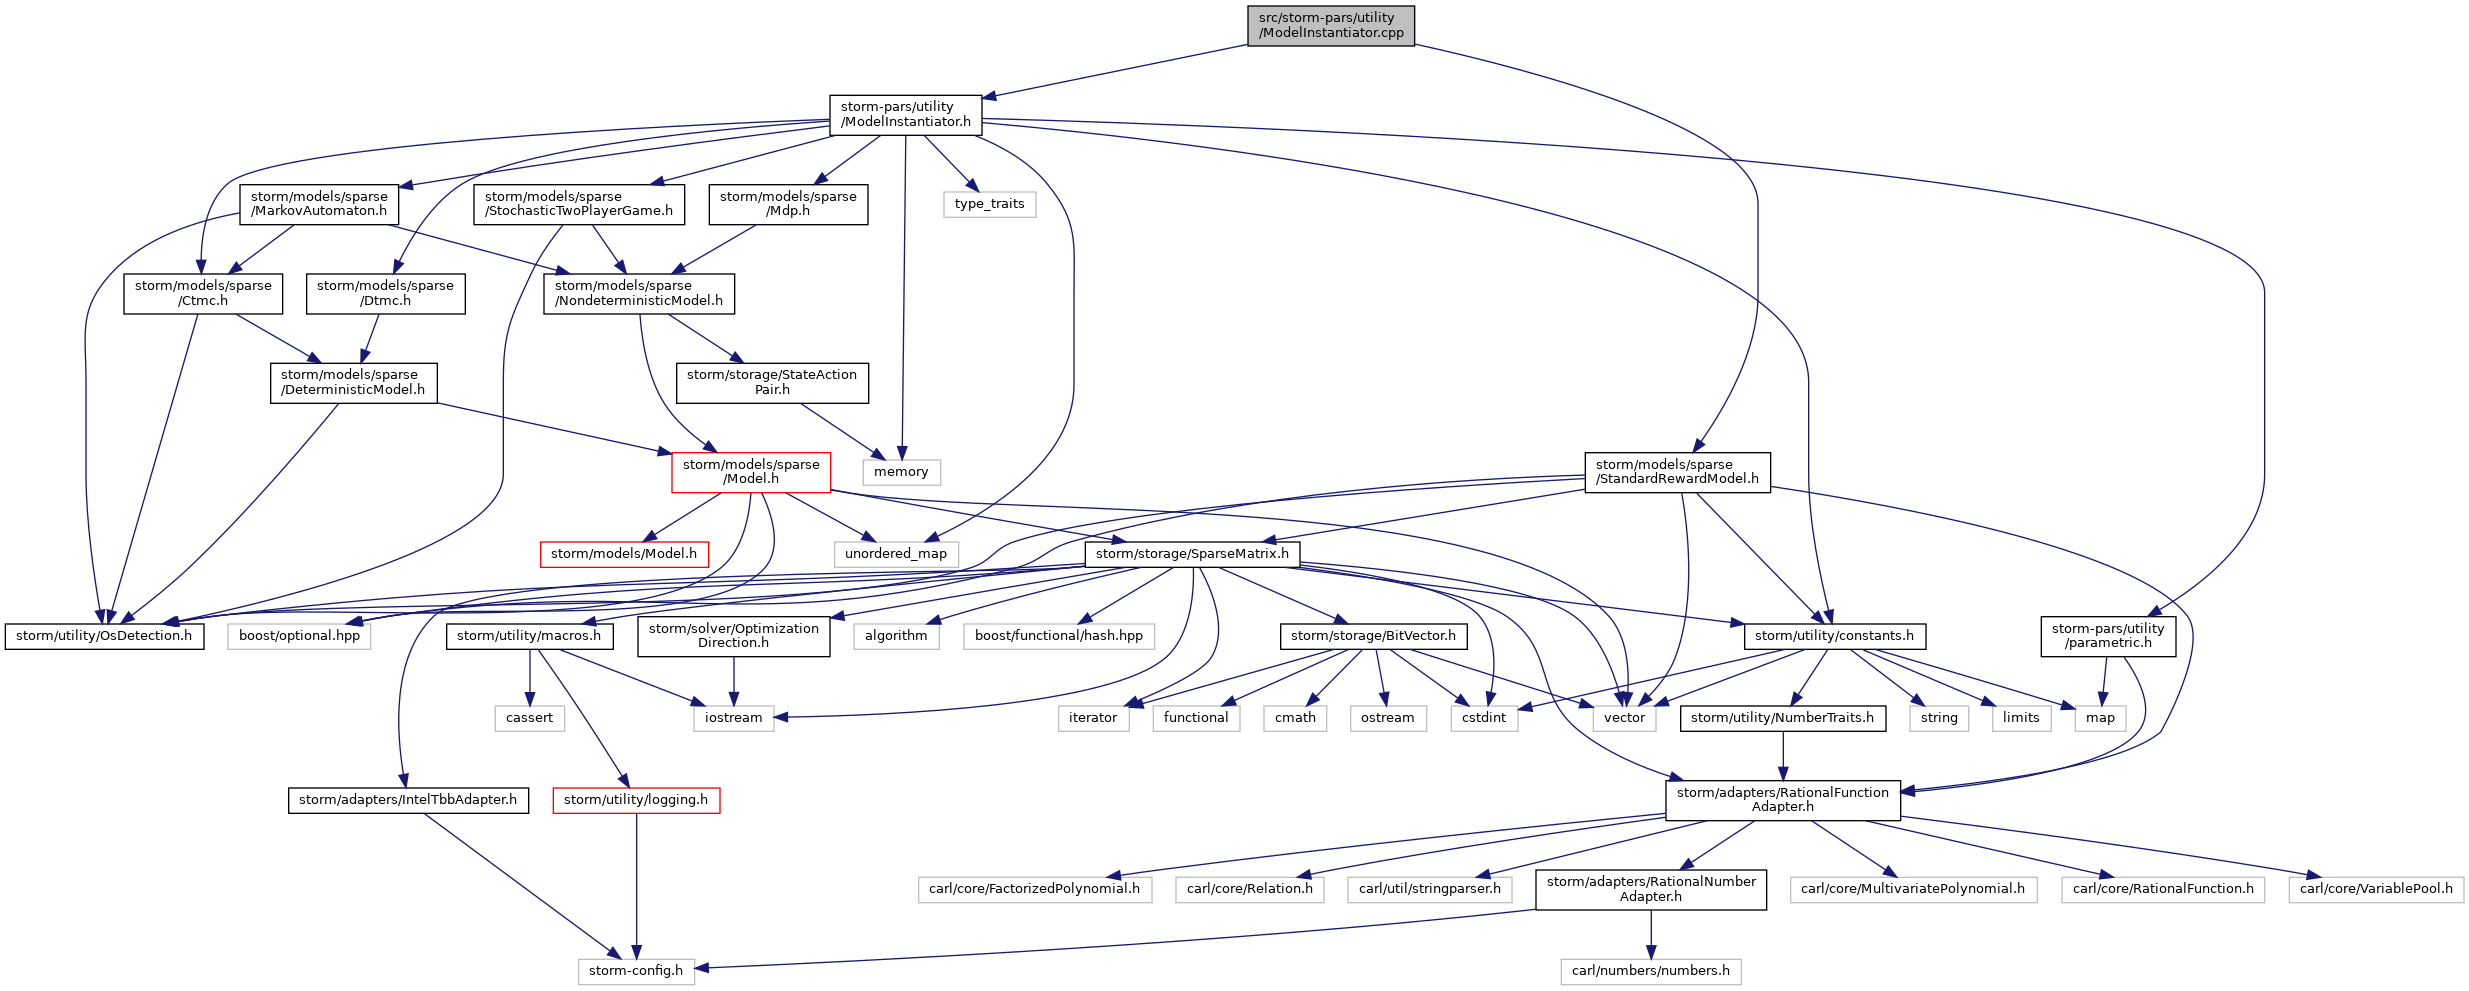 src/storm-pars/utility
/ModelInstantiator.cpp
storm-pars/utility
/ModelInstantiator.h
storm/models/sparse
/MarkovAutomaton.h
storm/models/sparse
/StochasticTwoPlayerGame.h
storm/models/sparse
/Mdp.h
type_traits
storm/models/sparse
/Ctmc.h
storm/models/sparse
/Dtmc.h
storm/models/sparse
/NondeterministicModel.h
storm/models/sparse
/DeterministicModel.h
storm/storage/StateAction
Pair.h
storm/models/sparse
/Model.h
memory
storm/models/sparse
/StandardRewardModel.h
storm/models/Model.h
unordered_map
storm/storage/SparseMatrix.h
storm/utility/OsDetection.h
boost/optional.hpp
storm/utility/macros.h
storm/solver/Optimization
Direction.h
algorithm
boost/functional/hash.hpp
storm/storage/BitVector.h
storm/utility/constants.h
storm-pars/utility
/parametric.h
cassert
iostream
iterator
functional
cmath
ostream
cstdint
vector
storm/utility/NumberTraits.h
string
limits
map
storm/adapters/IntelTbbAdapter.h
storm/utility/logging.h
storm/adapters/RationalFunction
Adapter.h
carl/core/FactorizedPolynomial.h
carl/core/Relation.h
carl/util/stringparser.h
storm/adapters/RationalNumber
Adapter.h
carl/core/MultivariatePolynomial.h
carl/core/RationalFunction.h
carl/core/VariablePool.h
storm-config.h
carl/numbers/numbers.h